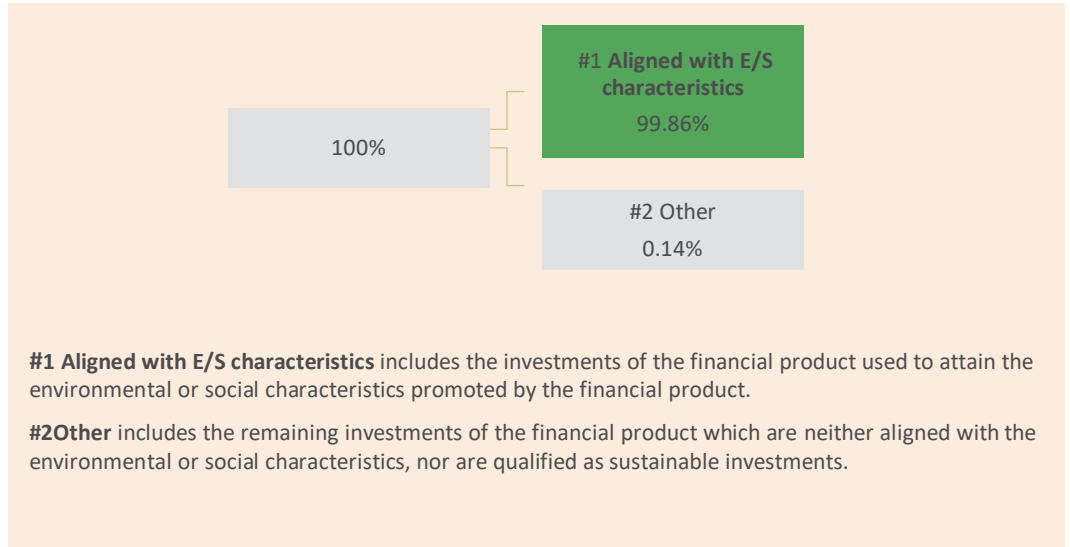 #1 Aligned with E/S
characteristics
99.86%
100%
#2 Other
0.14%
#1 Aligned with E/S characteristics includes the investments of the financial product used to attain the
environmental or social characteristics promoted by the financial product.
#2Other includes the remaining investments of the financial product which are neither aligned with the
environmental or social characteristics, nor are qualified as sustainable investments.